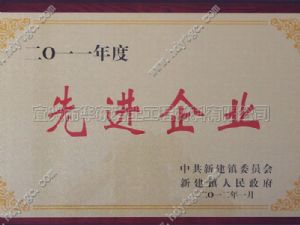 二〇一一年度
先进企业
中共新建镇委员会
新建镇人民政府
二〇一二年一月